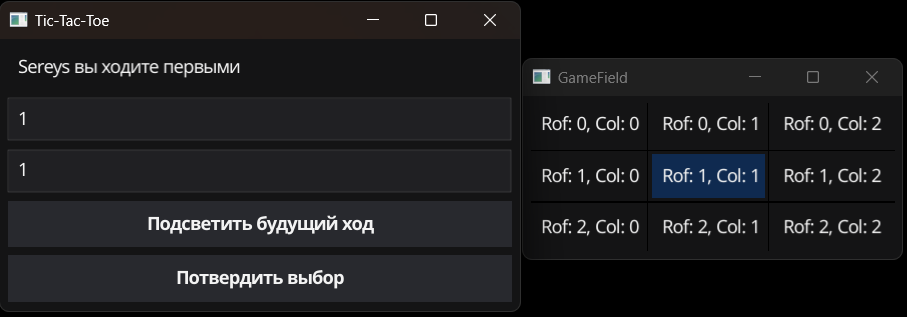 Tic-Tac-Toe
Sereys вы ходите первыми
1
1
Подсветить будущий ход
Потвердить выбор
GameField
Rof: 0, Col: 0 Rof: 0, Col: 1 Rof: 0, Col: 2
Rof: 1, Col: 0 Rof: 1, Col: 1 Rof: 1, Col: 2
Rof: 2, Col: 0 Rof: 2, Col: 1 Rof: 2, Col: 2